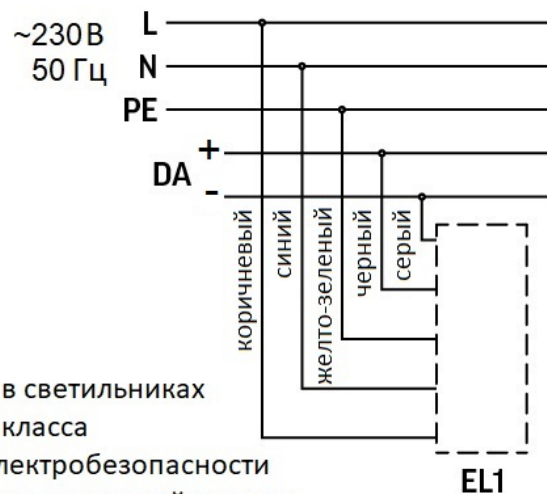 ~230В
50 Гц
L
N
PE
DA
+
-
коричневый
синий
желто-зеленый
черный
серый
в светильниках
класса
лектробезопасности
EL1